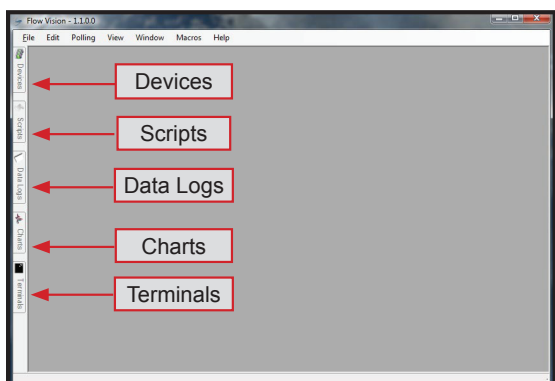 Flow Vision - 1.1.0.0
File Edit Polling View Window Macros Help
Devices
Devices
Scripts
Scripts
Data Logs
Data Logs
Charts
Charts
Terminals
Terminals